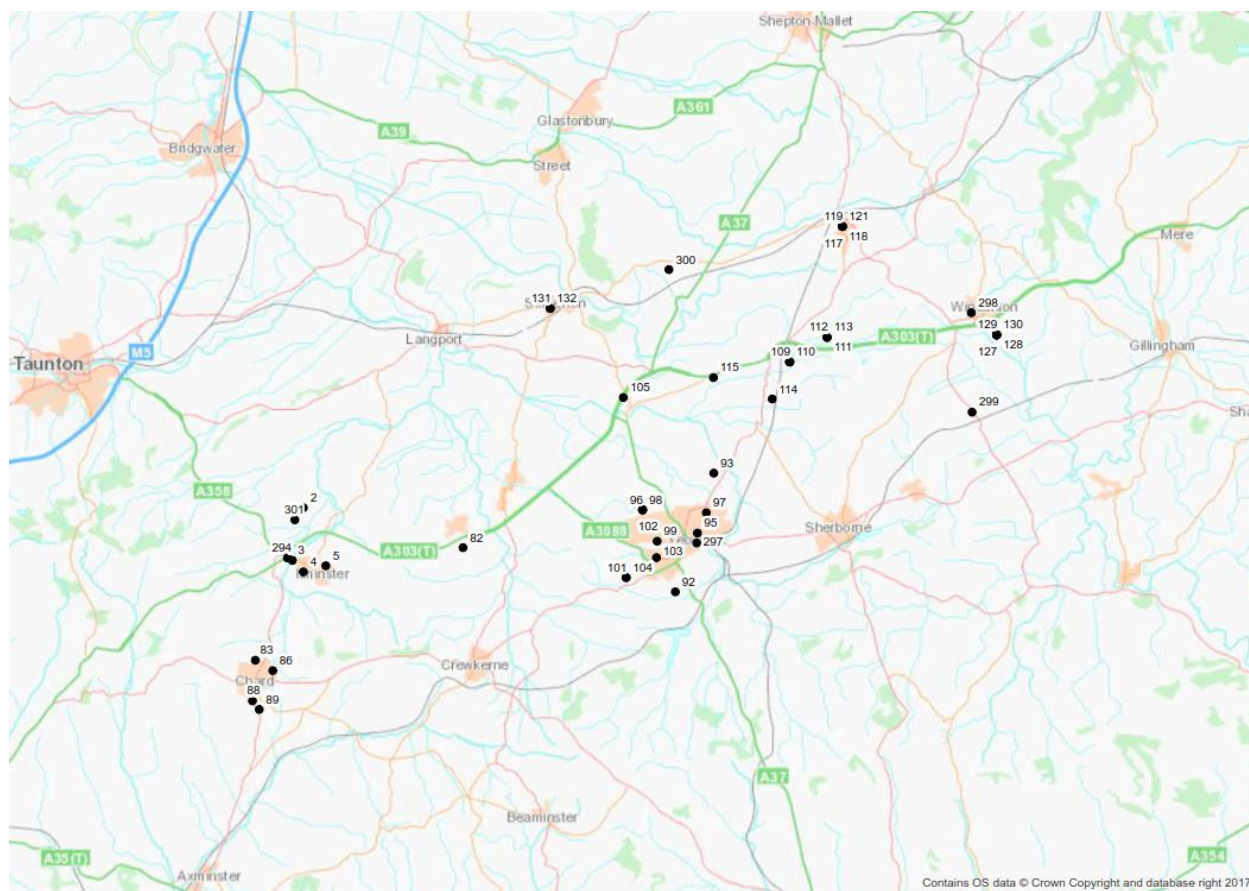 Shepton Mallet
A361
Glastonbury
A39
Bridgwater
Street
A37
119 121
117 118
Mere
300
298
131 132
129 130
127 128
112 113
111
A303(T)
Langport
M5
Gillingham
Taunton
109 110
115
105
114
299
93
A358
2
301
96 98
97
A3088
102
95
Sherborne
99
297
82
A303(T)
294
3
103
5
4
101 104
92
83
86
Crewkerne
Chard
88
89
A37
Beaminster
A35(T)
A354
Axminster
Contains OS data © Crown Copyright and database right 2017